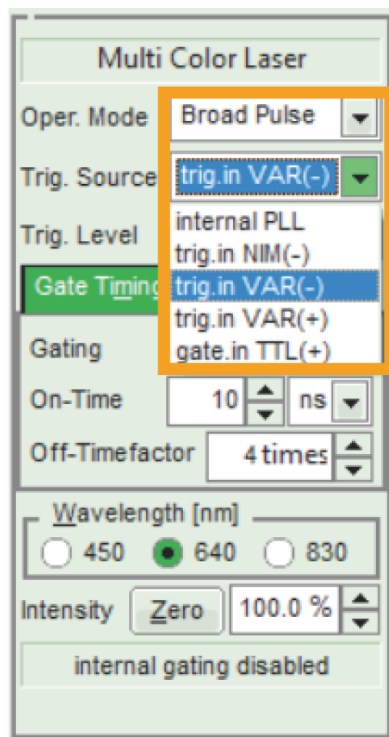 Multi Color Laser
Oper. Mode Broad Pulse
Trig. Source trig.in VAR(-)
internal PLL
Trig. Level trig.in NIM(-)
Gate Timing trig.in VAR(-)
trig.in VAR(+)
Gating gate.in TTL(+)
On-Time 10 ns
Off-Timefactor 4 times
Wavelength [nm]
450 640 830
Intensity Zero 100.0 %
internal gating disabled